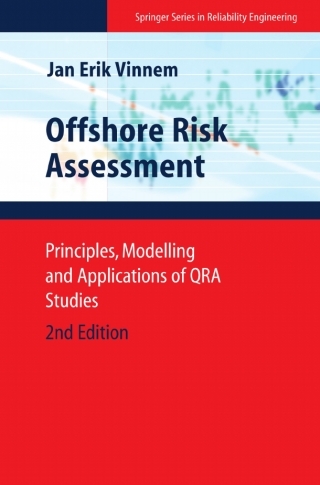 Springer Series in Reliability Engineering
Jan Erik Vinnem
Offshore Risk
Assessment
Principles, Modelling
and Applications of QRA
Studies
2nd Edition